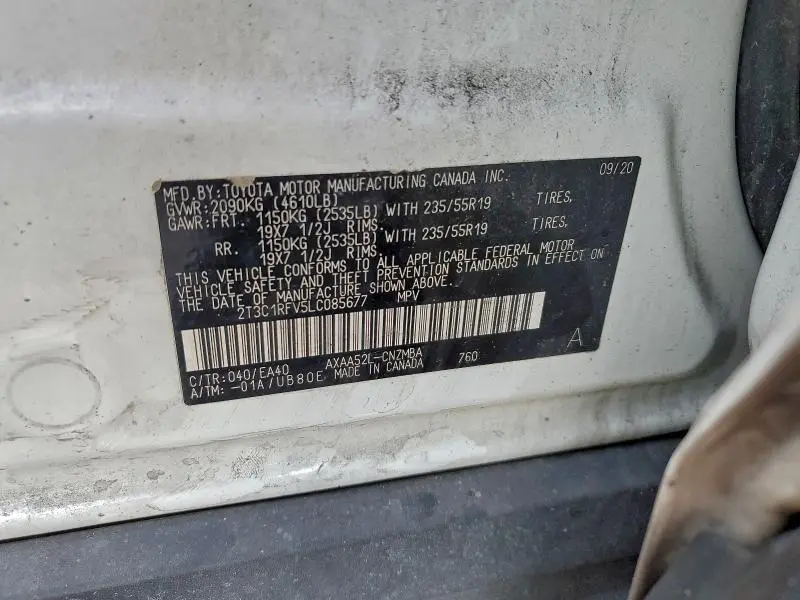 MFD. BY: TOYOTA MOTOR MANUFACTURING CANADA INC. 09/20
GVWR: 2090KG (4610LB)
GAWR: FRT. 1150KG (2535LB) WITH 235/55R19 TIRES,
19X7 1/2J RIMS.
RR. 1150KG (2535LB) WITH 235/55R19 TIRES,
19X7 1/2J RIMS.
THIS VEHICLE CONFORMS TO ALL APPLICABLE FEDERAL MOTOR
VEHICLE SAFETY AND THEFT PREVENTION STANDARDS IN EFFECT ON
THE DATE OF MANUFACTURE SHOWN ABOVE.
2T3C1RFV5LC085677 MPV
A
C/TR: 040/EA40 AXAA52L-CNZMBA 760
A/TM: -01A/UB80E MADE IN CANADA